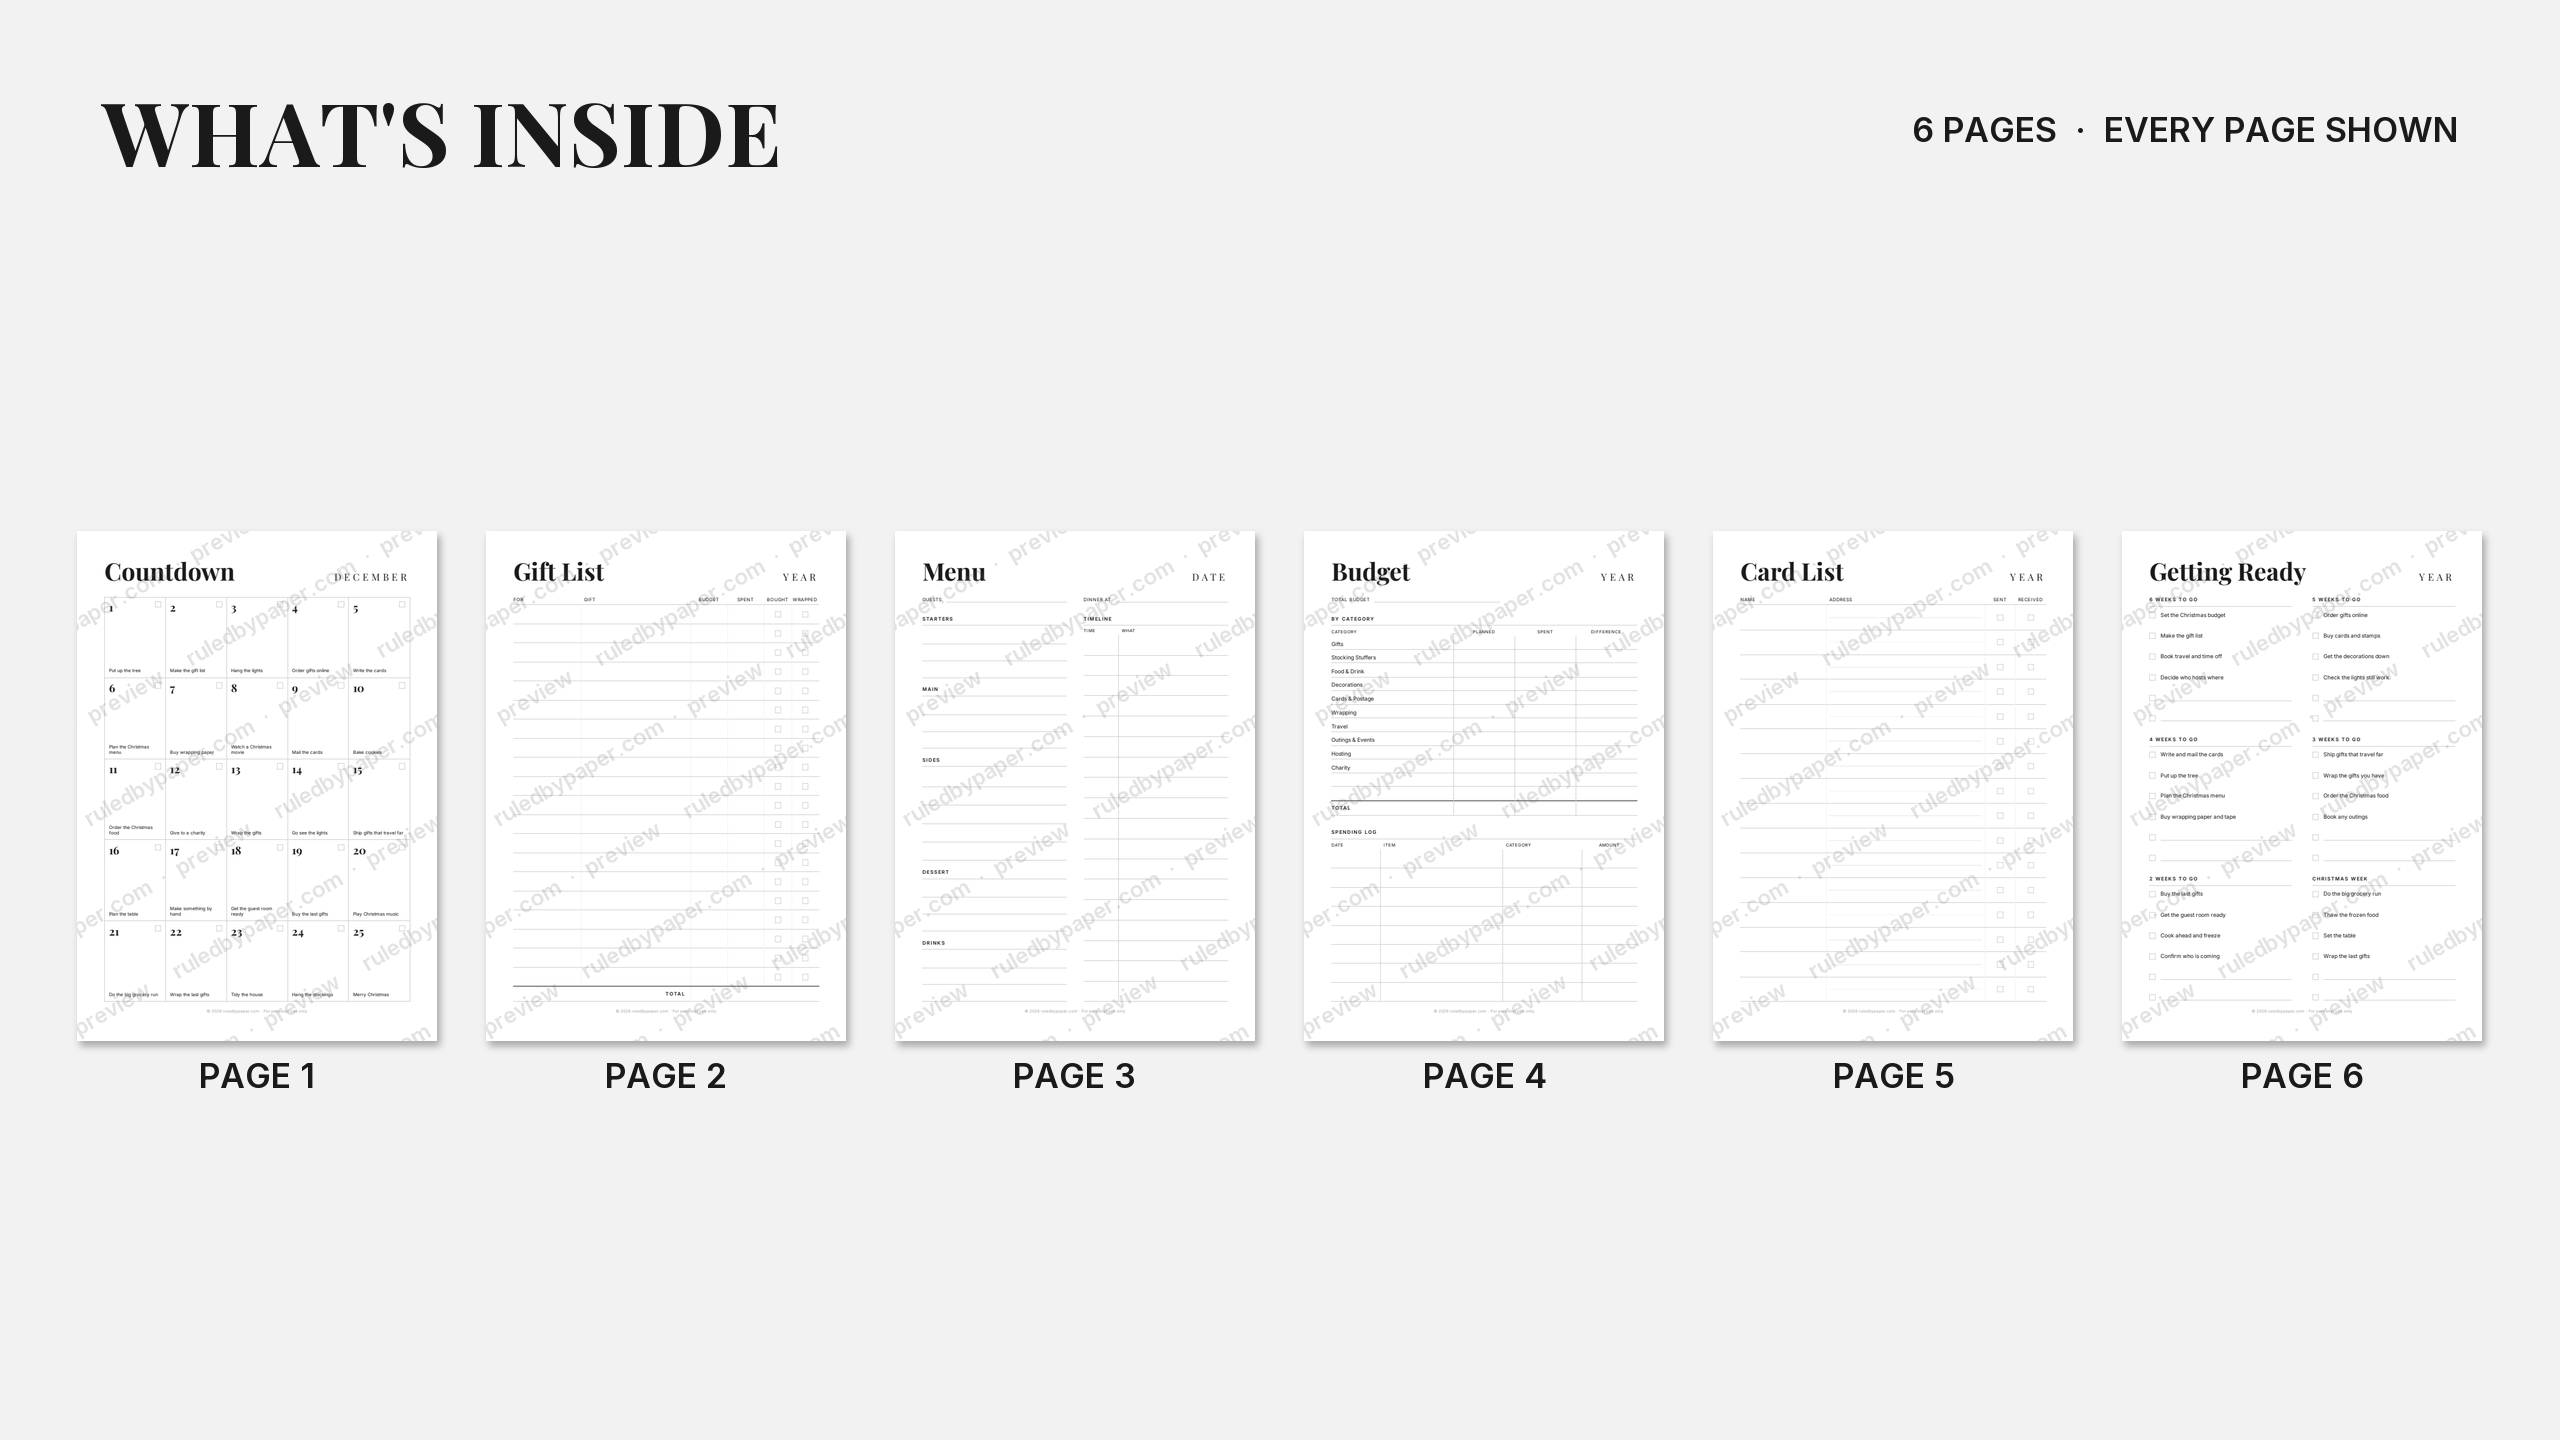 WHAT'S INSIDE
6 PAGES · EVERY PAGE SHOWN
Countdown
DECEMBER
1 2 3 4 5
Put up the tree
Make the gift list
Hang the lights
Order gifts online
Write the cards
6 7 8 9 10
Plan the Christmas
menu
Buy wrapping paper
Watch a Christmas
movie
Mail the cards
Bake cookies
11 12 13 14 15
Order the Christmas
food
Give to a charity
Wrap the gifts
Go see the lights
Ship gifts that travel far
16 17 18 19 20
Plan the table
Make something by
hand
Get the guest room
ready
Buy the last gifts
Play Christmas music
21 22 23 24 25
Do the big grocery run
Wrap the last gifts
Tidy the house
Hang the stockings
Merry Christmas
PAGE 1
Gift List
YEAR
FOR GIFT BUDGET SPENT BOUGHT WRAPPED
TOTAL
PAGE 2
Menu
DATE
GUESTS
DINNER AT
STARTERS
MAIN
SIDES
DESSERT
DRINKS
TIMELINE
TIME WHAT
PAGE 3
Budget
YEAR
TOTAL BUDGET
BY CATEGORY
CATEGORY PLANNED SPENT DIFFERENCE
Gifts
Stocking Stuffers
Food & Drink
Decorations
Cards & Postage
Wrapping
Travel
Outings & Events
Hosting
Charity
TOTAL
SPENDING LOG
DATE ITEM CATEGORY AMOUNT
PAGE 4
Card List
YEAR
NAME ADDRESS SENT RECEIVED
PAGE 5
Getting Ready
YEAR
6 WEEKS TO GO
Set the Christmas budget
Make the gift list
Book travel and time off
Decide who hosts where
5 WEEKS TO GO
Order gifts online
Buy cards and stamps
Get the decorations down
Check the lights still work
4 WEEKS TO GO
Write and mail the cards
Put up the tree
Plan the Christmas menu
Buy wrapping paper and tape
3 WEEKS TO GO
Ship gifts that travel far
Wrap the gifts you have
Order the Christmas food
Book any outings
2 WEEKS TO GO
Buy the last gifts
Get the guest room ready
Cook ahead and freeze
Confirm who is coming
CHRISTMAS WEEK
Do the big grocery run
Thaw the frozen food
Set the table
Wrap the last gifts
PAGE 6
ruledbypaper.com · preview